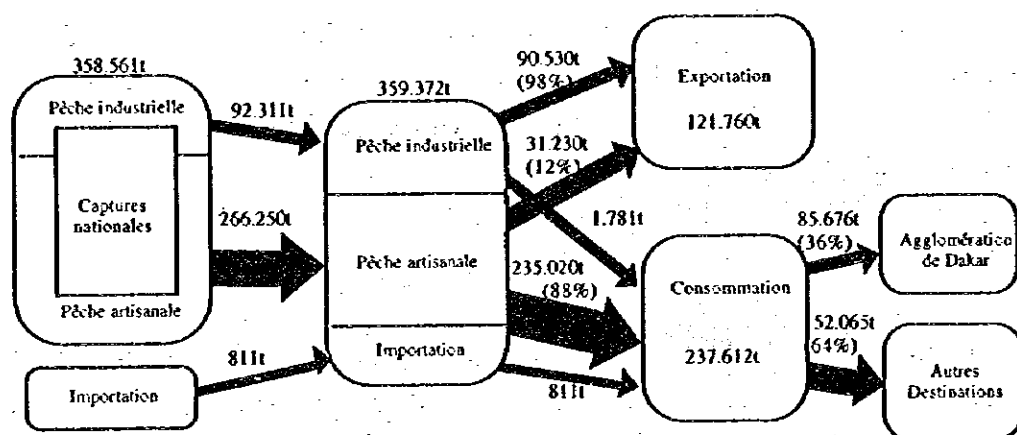 358.561t
Pêche industrielle
Captures
nationales
Pêche artisanale
Importation
92.311t
266.250t
811t
359.372t
Pêche industrielle
Pêche artisanale
Importation
90.530t
(98%)
31.230t
(12%)
1.781t
235.020t
(88%)
811t
Exportation
121.760t
Consommation
237.612t
85.676t
(36%)
52.065t
64%)
Agglomération
de Dakar
Autres
Destinations